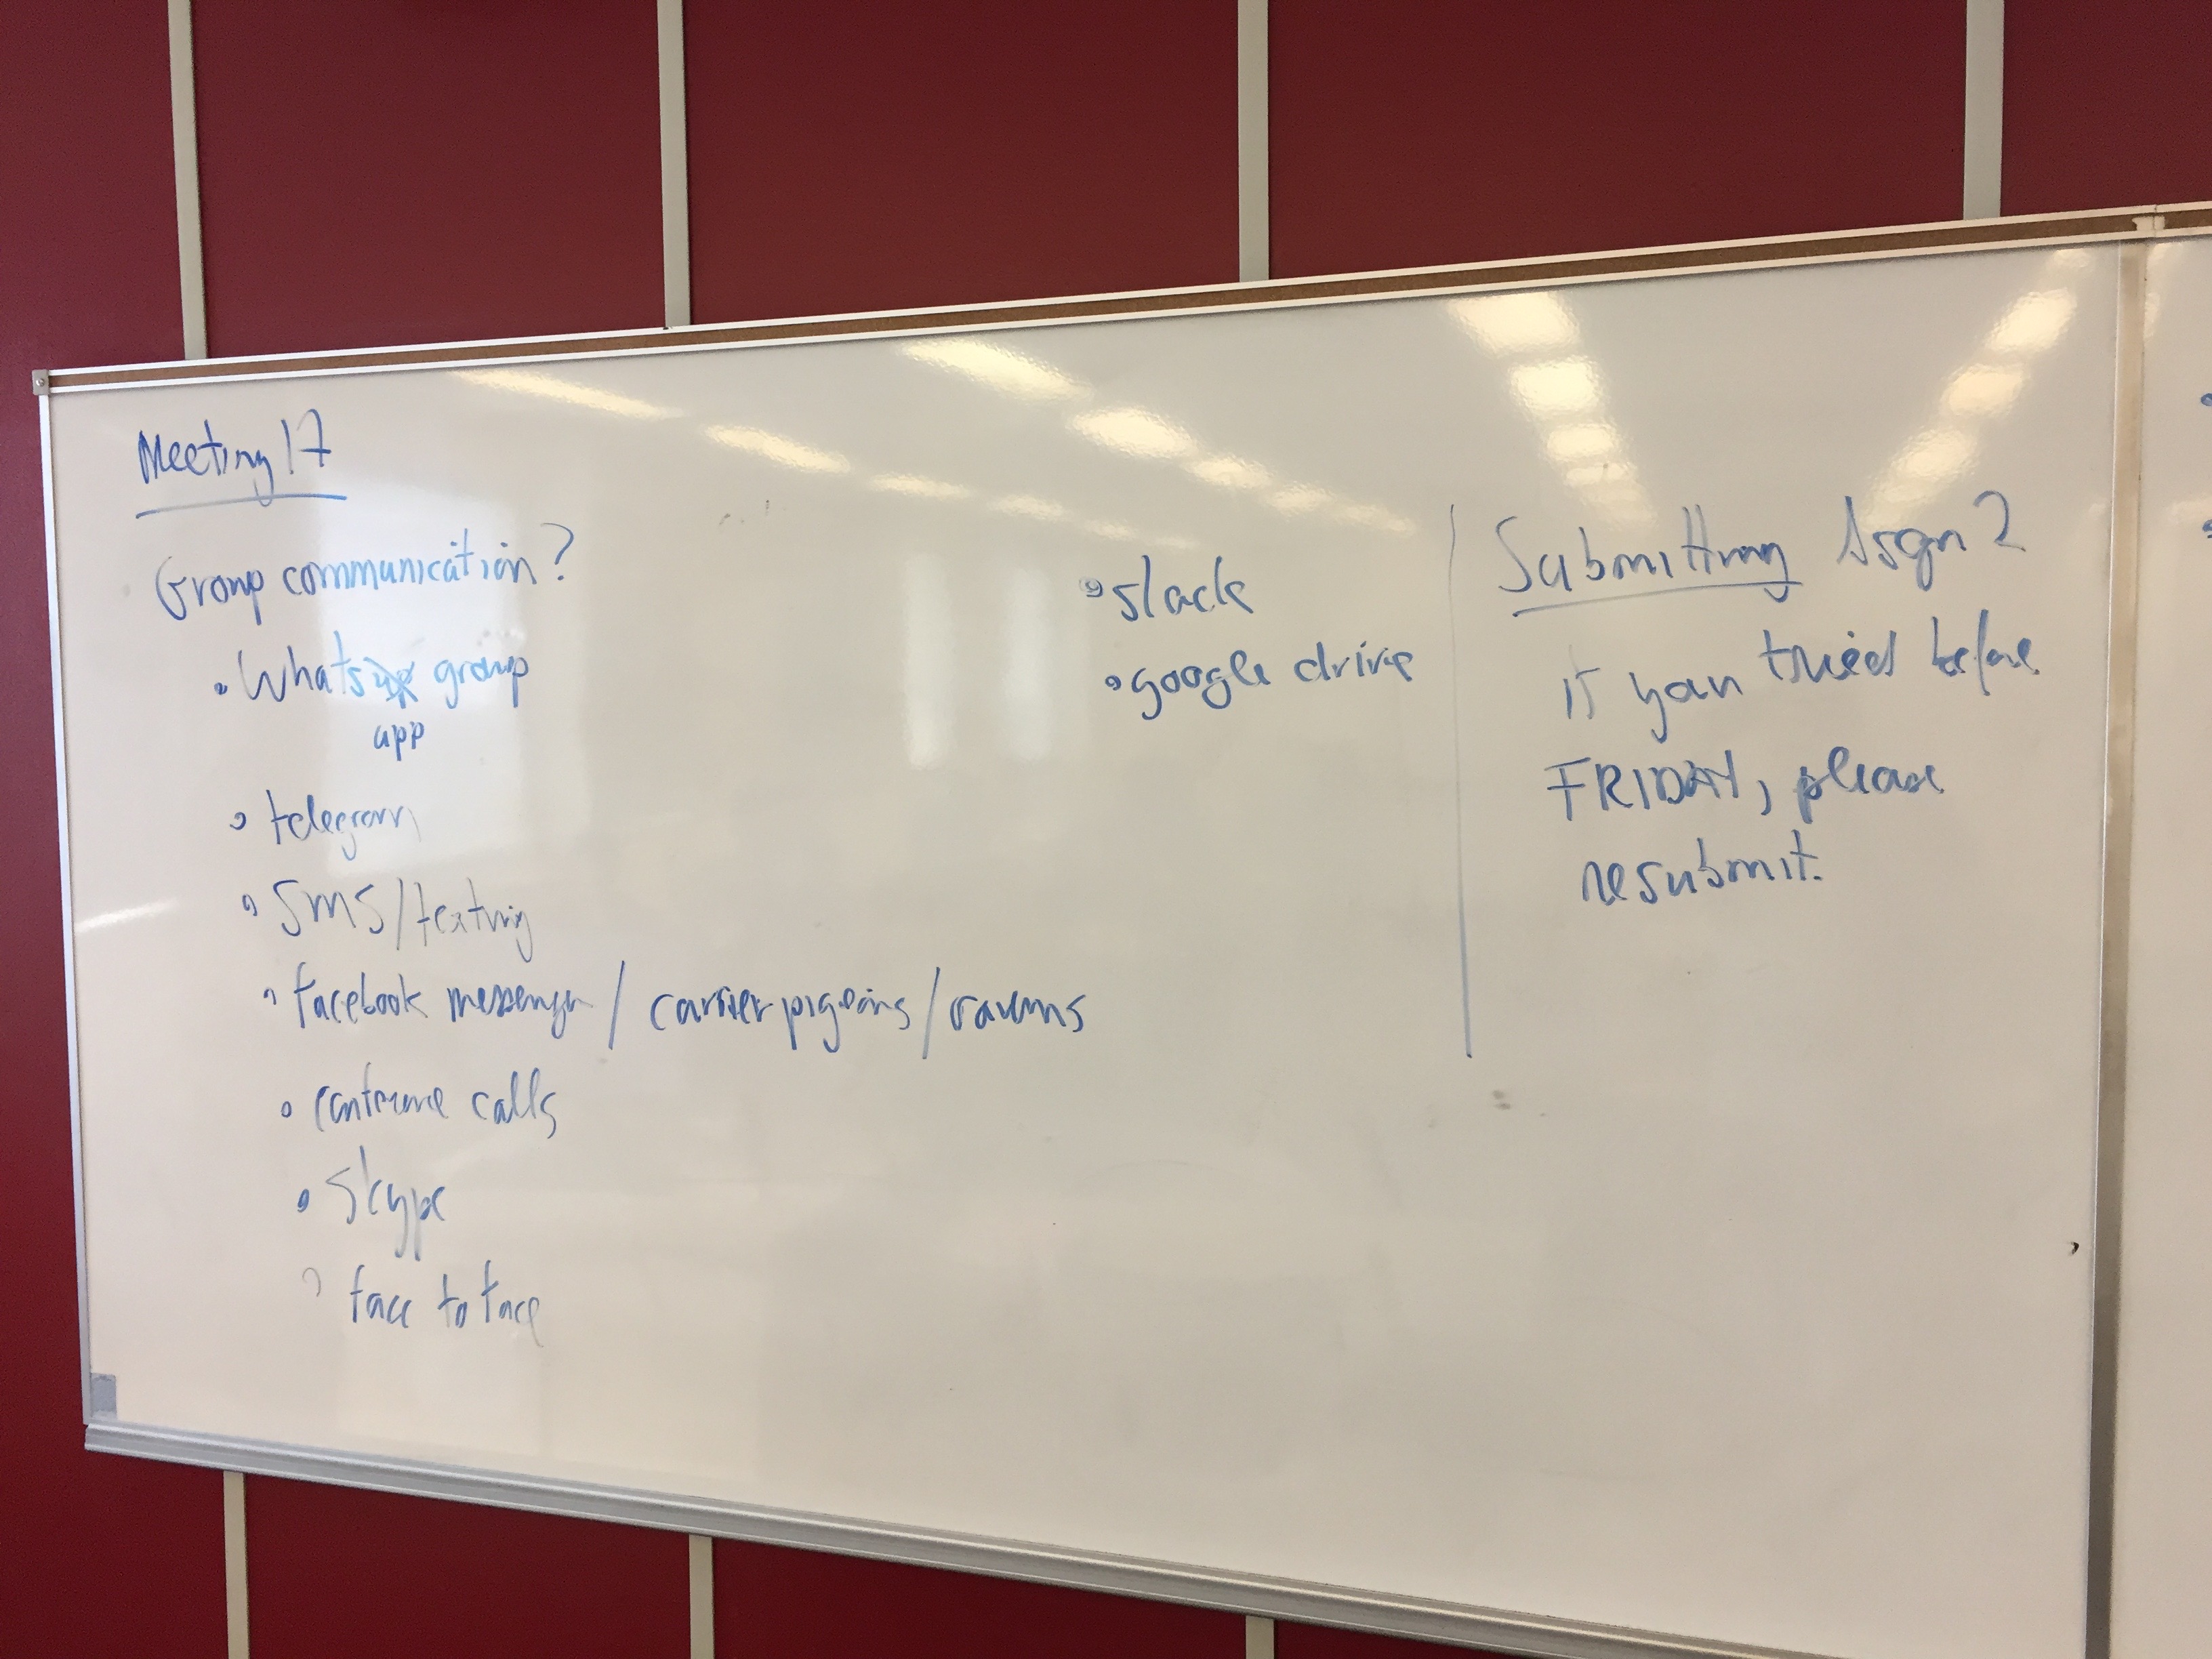 Meeting 17
Group communication?
• Whats group
app
• telegram
• SMS/texting
• facebook messenger / carrier pigeons / ravens
• conference calls
• Skype
• face to face
• slack
• google drive
Submitting Asgn 2
if you tried before
FRIDAY, please
resubmit.